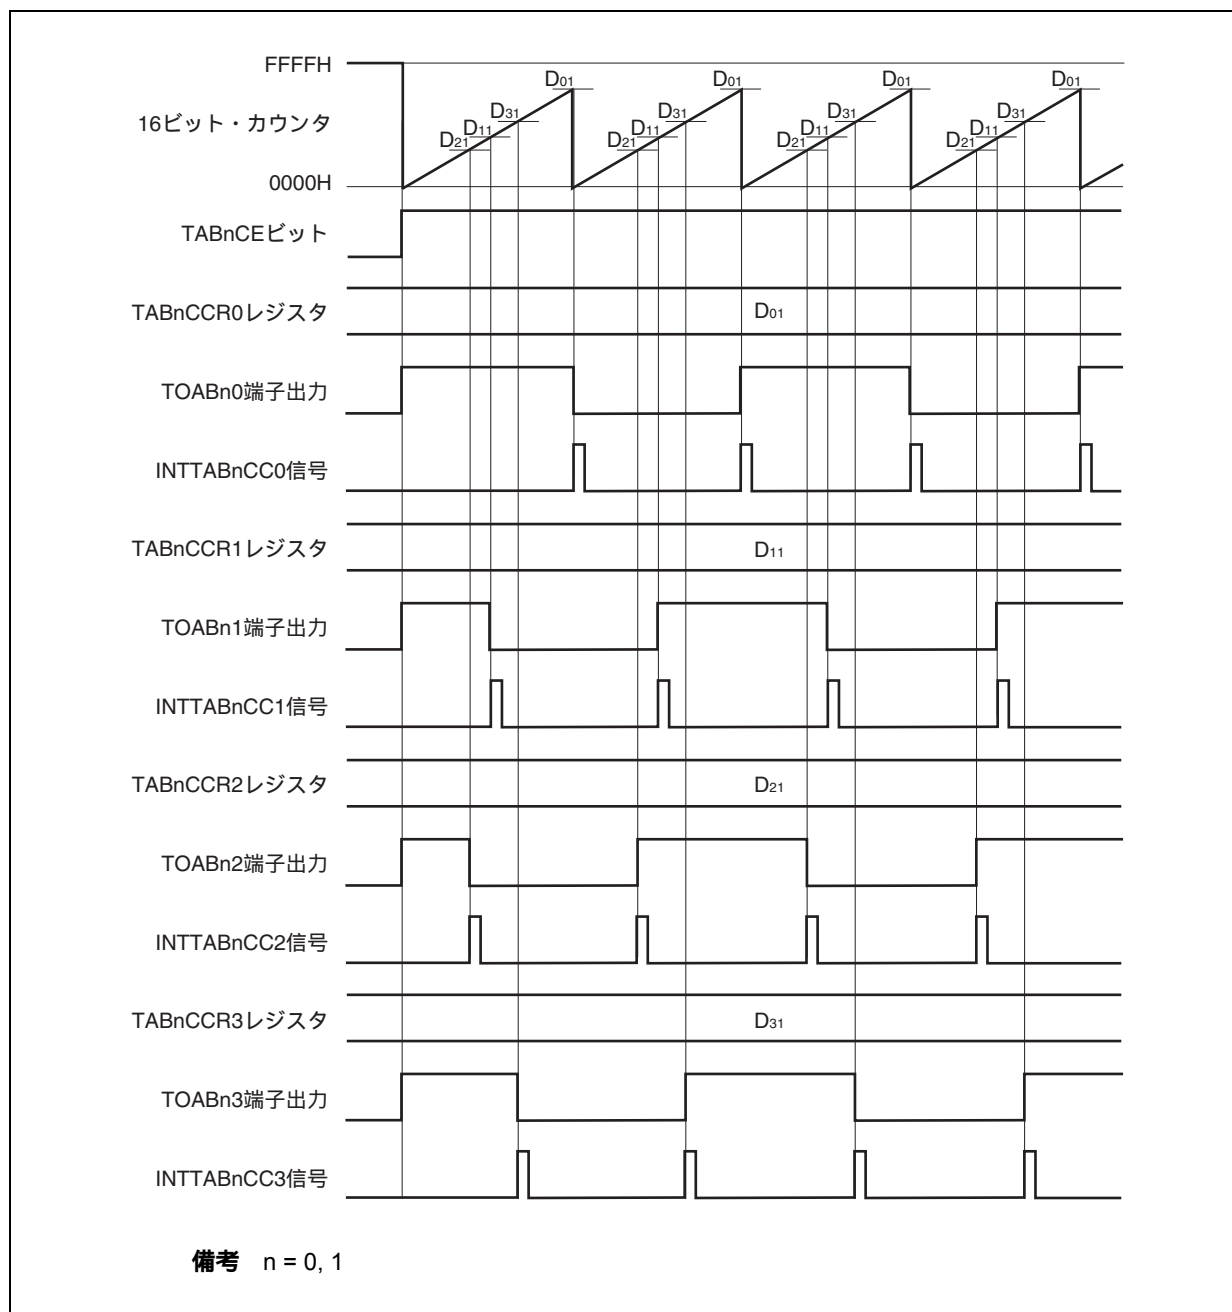 FFFFH
D01 D01 D01 D01
16ビット・カウンタ
D31 D31 D31 D31
D11 D11 D11 D11
D21 D21 D21 D21
0000H
TABnCEビット
TABnCCR0レジスタ D01
TOABn0端子出力
INTTABnCC0信号
TABnCCR1レジスタ D11
TOABn1端子出力
INTTABnCC1信号
TABnCCR2レジスタ D21
TOABn2端子出力
INTTABnCC2信号
TABnCCR3レジスタ D31
TOABn3端子出力
INTTABnCC3信号
備考 n = 0, 1